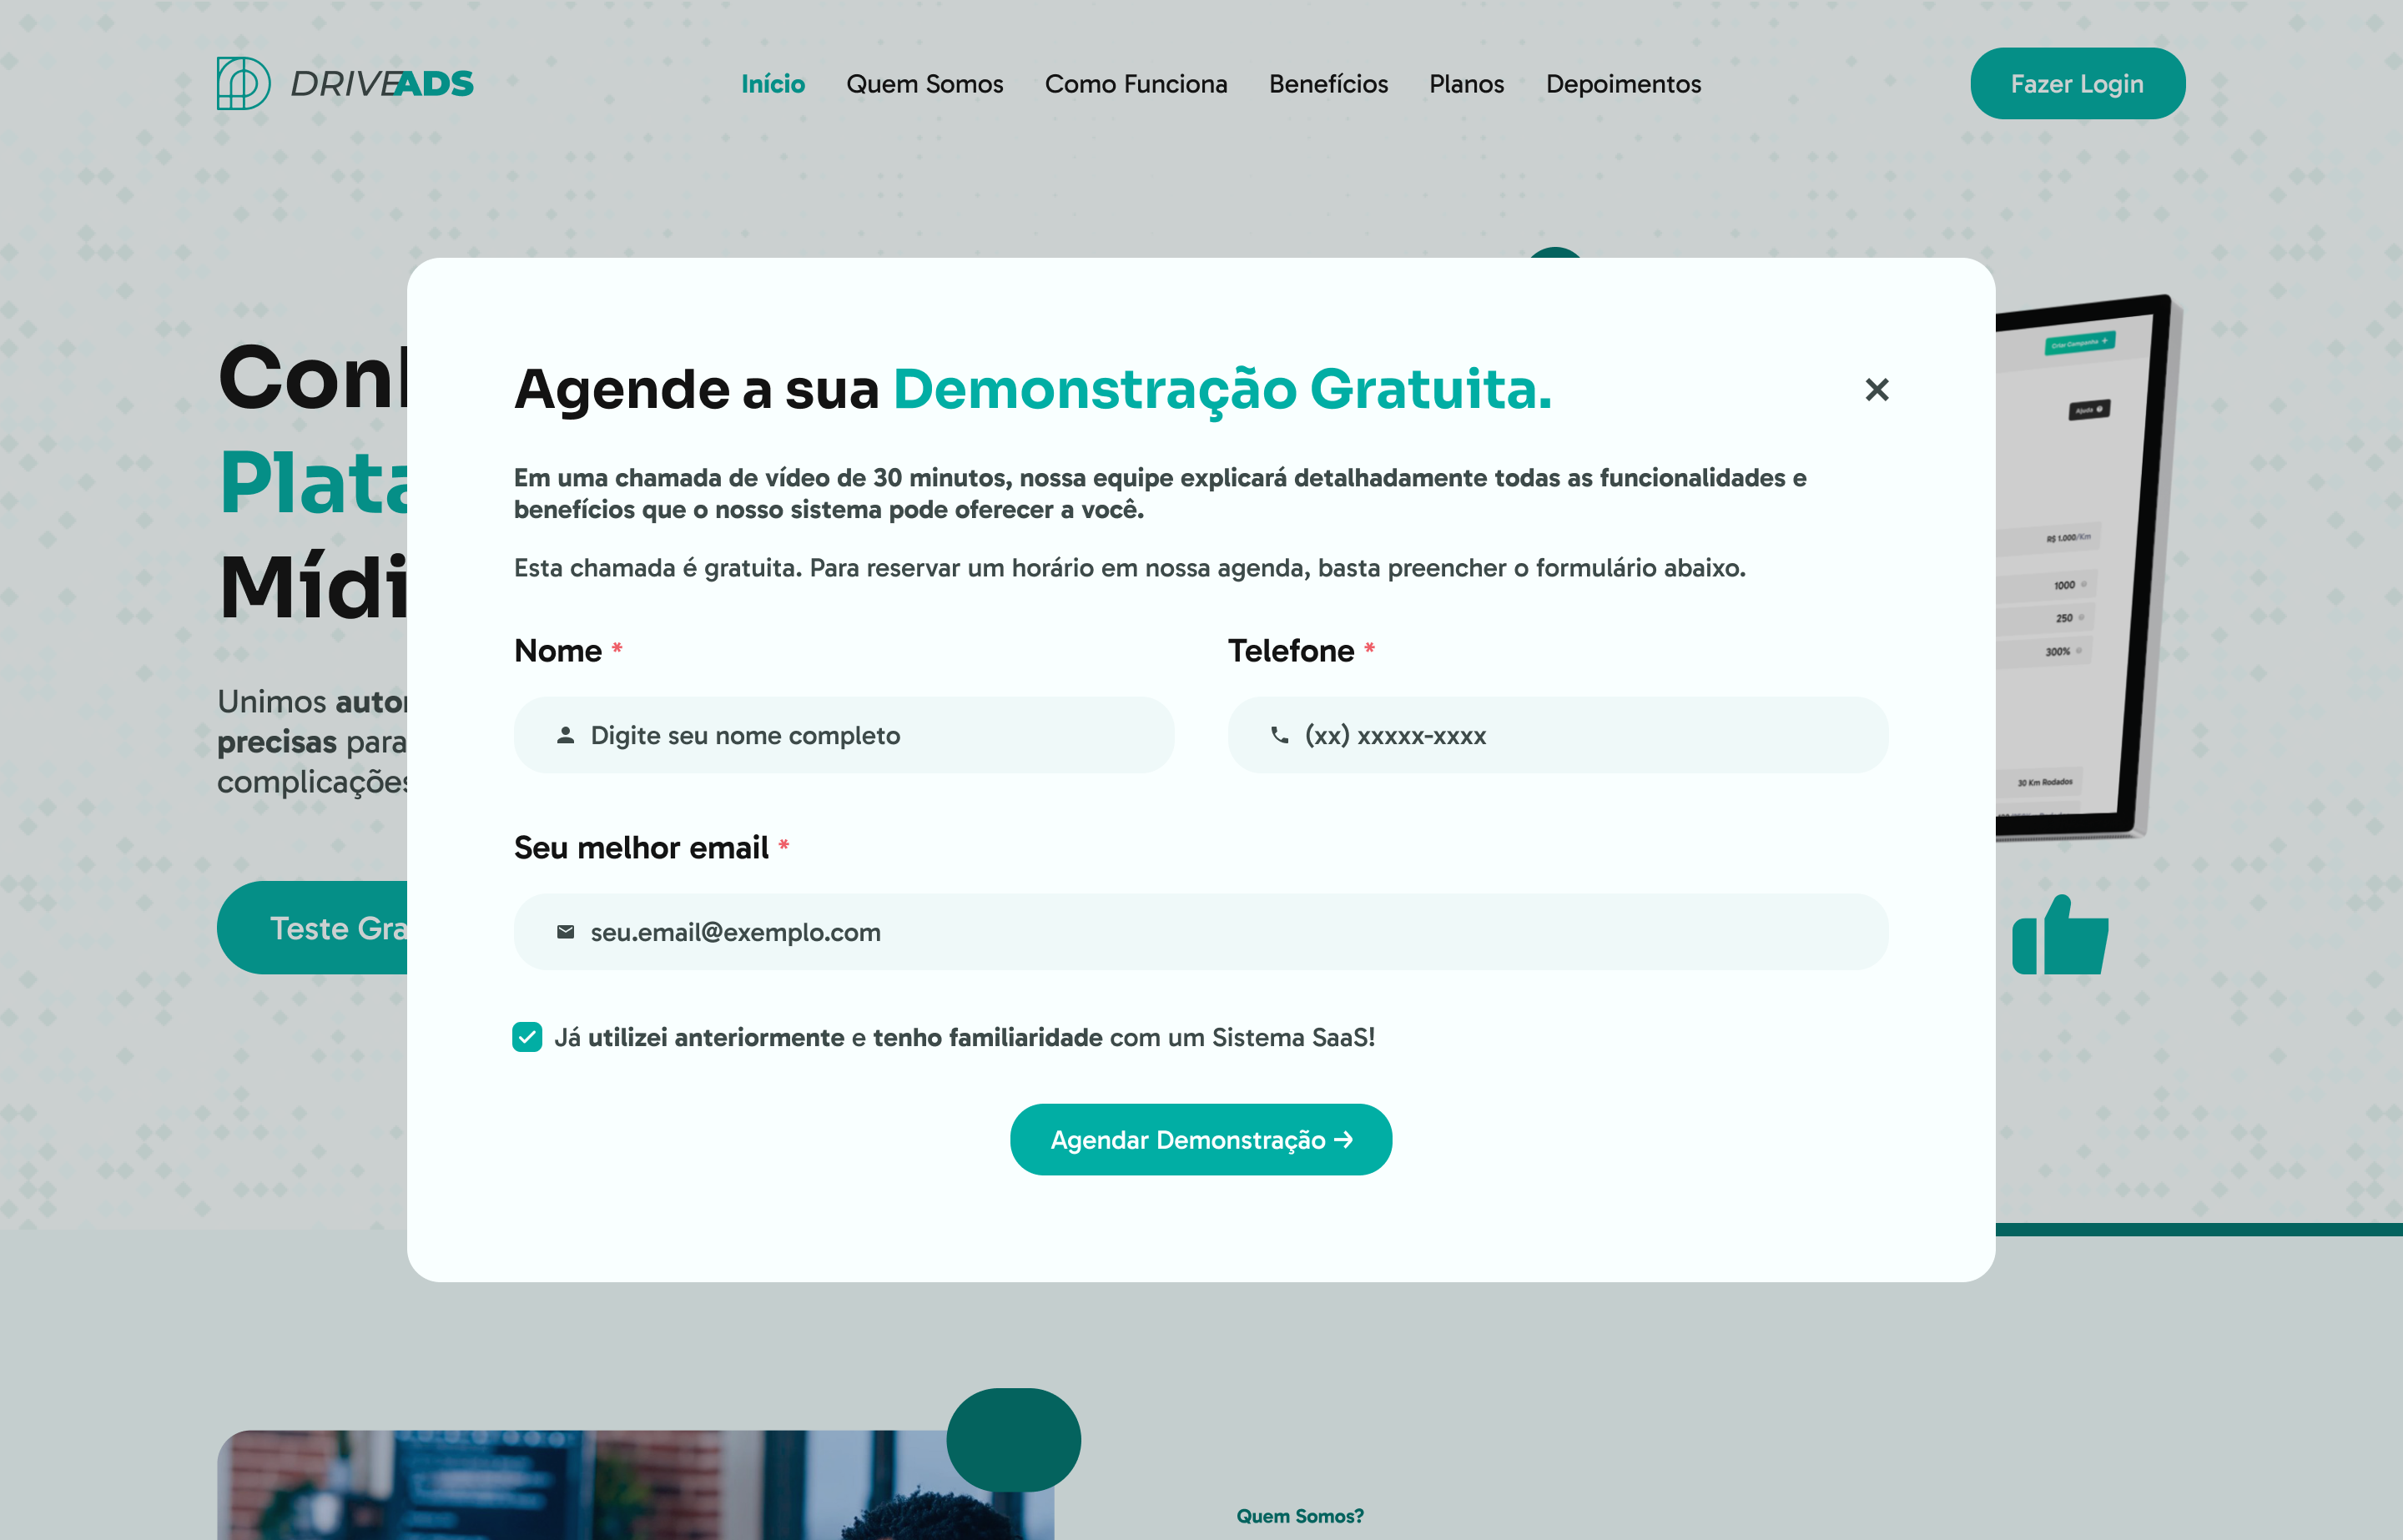 DRIVEADS
Início Quem Somos Como Funciona Benefícios Planos Depoimentos
Fazer Login
Agende a sua Demonstração Gratuita.
Em uma chamada de vídeo de 30 minutos, nossa equipe explicará detalhadamente todas as funcionalidades e
benefícios que o nosso sistema pode oferecer a você.
Esta chamada é gratuita. Para reservar um horário em nossa agenda, basta preencher o formulário abaixo.
Nome *
Telefone *
Digite seu nome completo
(xx) xxxxx-xxxx
Seu melhor email *
seu.email@exemplo.com
Já utilizei anteriormente e tenho familiaridade com um Sistema SaaS!
Agendar Demonstração →
Mídi
Unimos
precisas para
complicações
Teste
Criar Campanha +
Ajuda
R$ 1.000/Km
1000
250
300%
30 Km Rodados
Quem Somos?